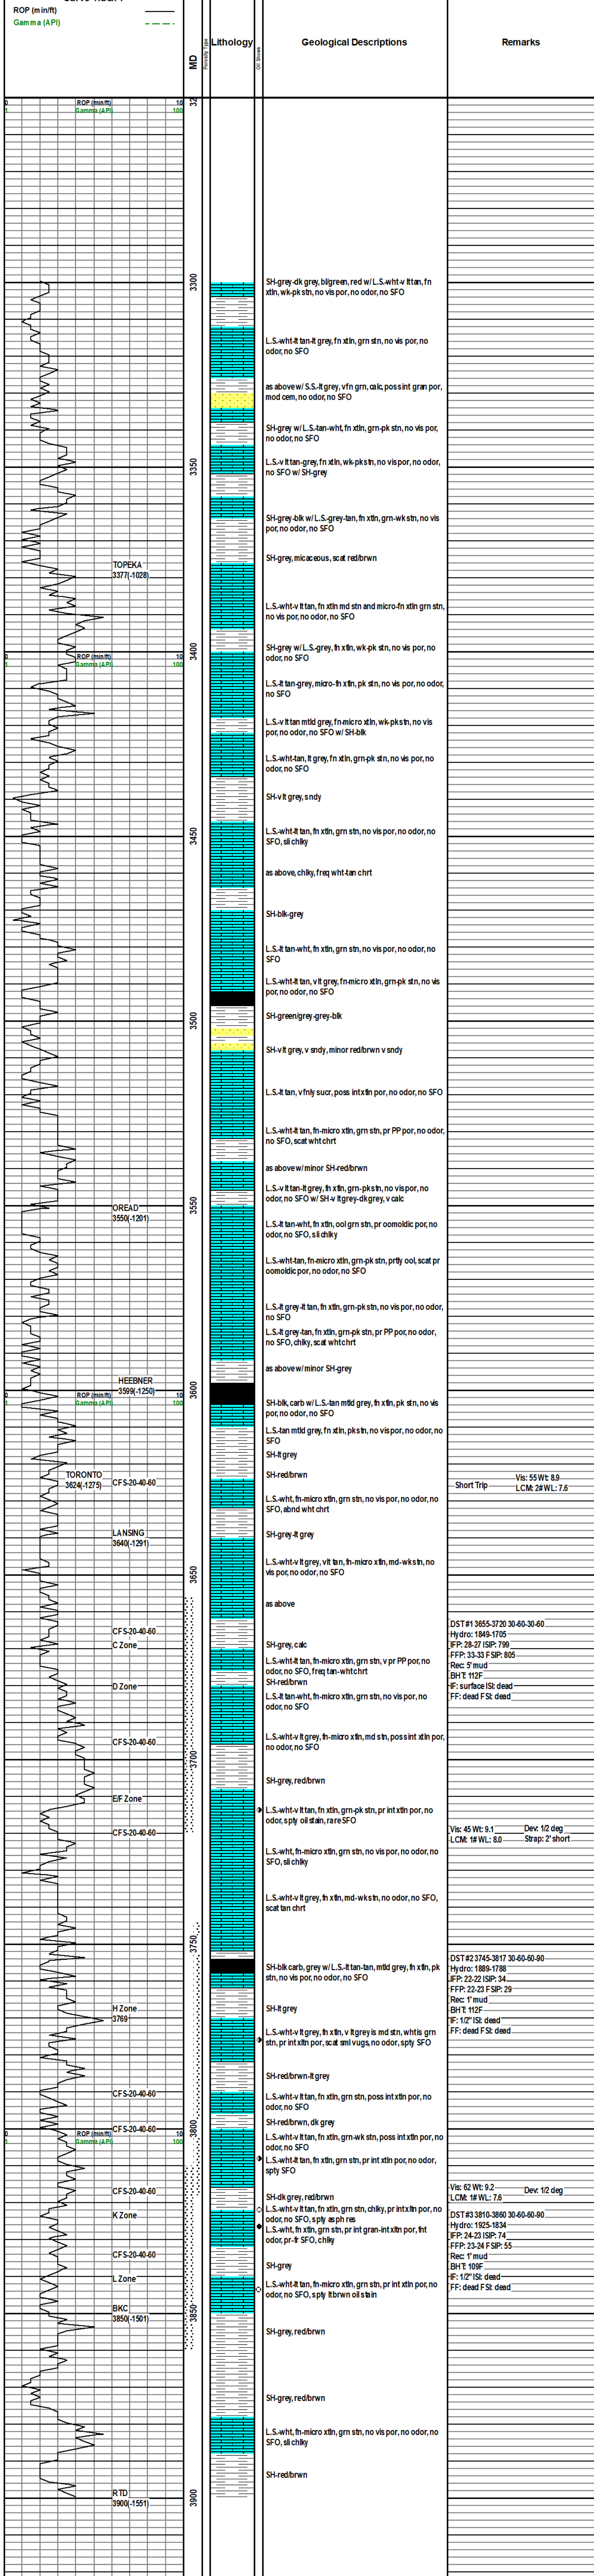 ROP (min/ft)
Gamma (API)
MD
Porosity Type
Lithology
Oil Shows
Geological Descriptions
Remarks
0 ROP (min/ft) 10
1 Gamma (API) 100
32
3300
SH-grey-dk grey, bl/green, red w/ L.S.-wht-v lt tan, fn
xtln, wk-pk stn, no vis por, no odor, no SFO
L.S.-wht-lt tan-lt grey, fn xtln, grn stn, no vis por, no
odor, no SFO
as above w/ S.S.-lt grey, vfn grn, calc, poss int gran por,
mod cem, no odor, no SFO
SH-grey w/ L.S.-tan-wht, fn xtln, grn-pk stn, no vis por,
no odor, no SFO
3350
L.S.-v lt tan-grey, fn xtln, wk-pk stn, no vis por, no odor,
no SFO w/ SH-grey
SH-grey-blk w/ L.S.-grey-tan, fn xtln, grn-wk stn, no vis
por, no odor, no SFO
SH-grey, micaceous, scat red/brwn
TOPEKA
3377(-1028)
L.S.-wht-v lt tan, fn xtln md stn and micro-fn xtln grn stn,
no vis por, no odor, no SFO
3400
SH-grey w/ L.S.-grey, fn xtln, wk-pk stn, no vis por, no
odor, no SFO
0 ROP (min/ft) 10
1 Gamma (API) 100
L.S.-lt tan-grey, micro-fn xtln, pk stn, no vis por, no odor,
no SFO
L.S.-v lt tan mtld grey, fn-micro xtln, wk-pk stn, no vis
por, no odor, no SFO w/ SH-blk
L.S.-wht-tan, lt grey, fn xtln, grn-pk stn, no vis por, no
odor, no SFO
SH-v lt grey, sndy
3450
L.S.-wht-lt tan, fn xtln, grn stn, no vis por, no odor, no
SFO, sli chlky
as above, chlky, freq wht-tan chrt
SH-blk-grey
L.S.-lt tan-wht, fn xtln, grn stn, no vis por, no odor, no
SFO
L.S.-wht-lt tan, v lt grey, fn-micro xtln, grn-pk stn, no vis
por, no odor, no SFO
3500
SH-green/grey-grey-blk
SH-v lt grey, v sndy, minor red/brwn v sndy
L.S.-lt tan, v fnly sucr, poss int xtln por, no odor, no SFO
L.S.-wht-lt tan, fn-micro xtln, grn stn, pr PP por, no odor,
no SFO, scat wht chrt
as above w/ minor SH-red/brwn
L.S.-v lt tan-lt grey, fn xtln, grn-pk stn, no vis por, no
odor, no SFO w/ SH-v lt grey-dk grey, v calc
3550
OREAD
3550(-1201)
L.S.-lt tan-wht, fn xtln, ool grn stn, pr oomoldic por, no
odor, no SFO, sli chlky
L.S.-wht-tan, fn-micro xtln, grn-pk stn, prtly ool, scat pr
oomoldic por, no odor, no SFO
L.S.-lt grey-lt tan, fn xtln, grn-pk stn, no vis por, no odor,
no SFO
L.S.-lt grey-tan, fn xtln, grn-pk stn, pr PP por, no odor,
no SFO, chlky, scat wht chrt
as above w/ minor SH-grey
HEEBNER
3599(-1250)
3600
0 ROP (min/ft) 10
1 Gamma (API) 100
SH-blk, carb w/ L.S.-tan mtld grey, fn xtln, pk stn, no vis
por, no odor, no SFO
L.S.-tan mtld grey, fn xtln, pk stn, no vis por, no odor, no
SFO
SH-lt grey
SH-red/brwn
TORONTO
3624(-1275)
CFS-20-40-60
Short Trip
Vis: 55 Wt: 8.9
LCM: 2# WL: 7.6
L.S.-wht, fn-micro xtln, grn stn, no vis por, no odor, no
SFO, abnd wht chrt
LANSING
3640(-1291)
SH-grey-lt grey
3650
L.S.-wht-v lt grey, v lt tan, fn-micro xtln, md-wk stn, no
vis por, no odor, no SFO
as above
CFS-20-40-60
C Zone
SH-grey, calc
DST #1 3655-3720 30-60-30-60
Hydro: 1849-1705
IFP: 28-27 ISIP: 799
FFP: 33-33 FSIP: 805
Rec: 5' mud
BHT: 112F
IF: surface ISI: dead
FF: dead FSI: dead
L.S.-wht-lt tan, fn-micro xtln, grn stn, v pr PP por, no
odor, no SFO, freq tan-wht chrt
SH-red/brwn
D Zone
L.S.-lt tan-wht, fn-micro xtln, grn stn, no vis por, no
odor, no SFO
CFS-20-40-60
L.S.-wht-v lt grey, fn-micro xtln, md stn, poss int xtln por,
no odor, no SFO
3700
SH-grey, red/brwn
E/F Zone
L.S.-wht-v lt tan, fn xtln, grn-pk stn, pr int xtln por, no
odor, spty oil stain, rare SFO
CFS-20-40-60
Vis: 45 Wt: 9.1 Dev: 1/2 deg
LCM: 1# WL: 8.0 Strap: 2' short
L.S.-wht, fn-micro xtln, grn stn, no vis por, no odor, no
SFO, sli chlky
L.S.-wht-v lt grey, fn xtln, md-wk stn, no odor, no SFO,
scat tan chrt
3750
SH-blk carb, grey w/ L.S.-lt tan-tan, mtld grey, fn xtln, pk
stn, no vis por, no odor, no SFO
DST #2 3745-3817 30-60-60-90
Hydro: 1889-1788
IFP: 22-22 ISIP: 34
FFP: 22-23 FSIP: 29
Rec: 1' mud
BHT: 112F
IF: 1/2" ISI: dead
FF: dead FSI: dead
H Zone
3769
SH-lt grey
L.S.-wht-v lt grey, fn xtln, v lt grey is md stn, wht is grn
stn, pr int xtln por, scat sml vugs, no odor, spty SFO
SH-red/brwn-lt grey
CFS-20-40-60
L.S.-wht-v lt tan, fn xtln, grn stn, poss int xtln por, no
odor, no SFO
SH-red/brwn, dk grey
3800
CFS-20-40-60
0 ROP (min/ft) 10
1 Gamma (API) 100
L.S.-wht-v lt tan, fn xtln, grn-wk stn, poss int xtln por, no
odor, no SFO
L.S.-wht-lt tan, fn xtln, grn stn, pr int xtln por, no odor,
spty SFO
CFS-20-40-60
Vis: 62 Wt: 9.2 Dev: 1/2 deg
LCM: 1# WL: 7.6
SH-dk grey, red/brwn
K Zone
L.S.-wht-v lt tan, fn xtln, grn stn, chlky, pr int xltn por, no
odor, no SFO, spty asph res
L.S.-wht, fn xtln, grn stn, pr int gran-int xltn por, fnt
odor, pr-fr SFO, chlky
DST #3 3810-3860 30-60-60-90
Hydro: 1925-1834
IFP: 24-23 ISIP: 74
FFP: 23-24 FSIP: 55
Rec: 1' mud
BHT: 109F
IF: 1/2" ISI: dead
FF: dead FSI: dead
CFS-20-40-60
SH-grey
L Zone
L.S.-wht-lt tan, fn-micro xtln, grn stn, pr int xtln por, no
odor, no SFO, spty lt brwn oil stain
BKC
3850(-1501)
3850
SH-grey, red/brwn
SH-grey, red/brwn
L.S.-wht, fn-micro xtln, grn stn, no vis por, no odor, no
SFO, sli chlky
SH-red/brwn
RTD
3900(-1551)
3900